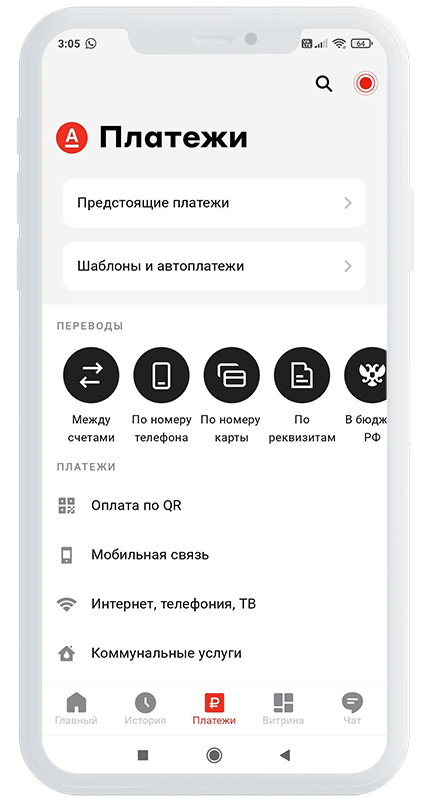 3:05
64
А Платежи
Предстоящие платежи
Шаблоны и автоплатежи
ПЕРЕВОДЫ
Между счетами
По номеру телефона
По номеру карты
По реквизитам
В бюдж РФ
ПЛАТЕЖИ
Оплата по QR
Мобильная связь
Интернет, телефония, ТВ
Коммунальные услуги
Главный
История
Платежи
Витрина
Чат